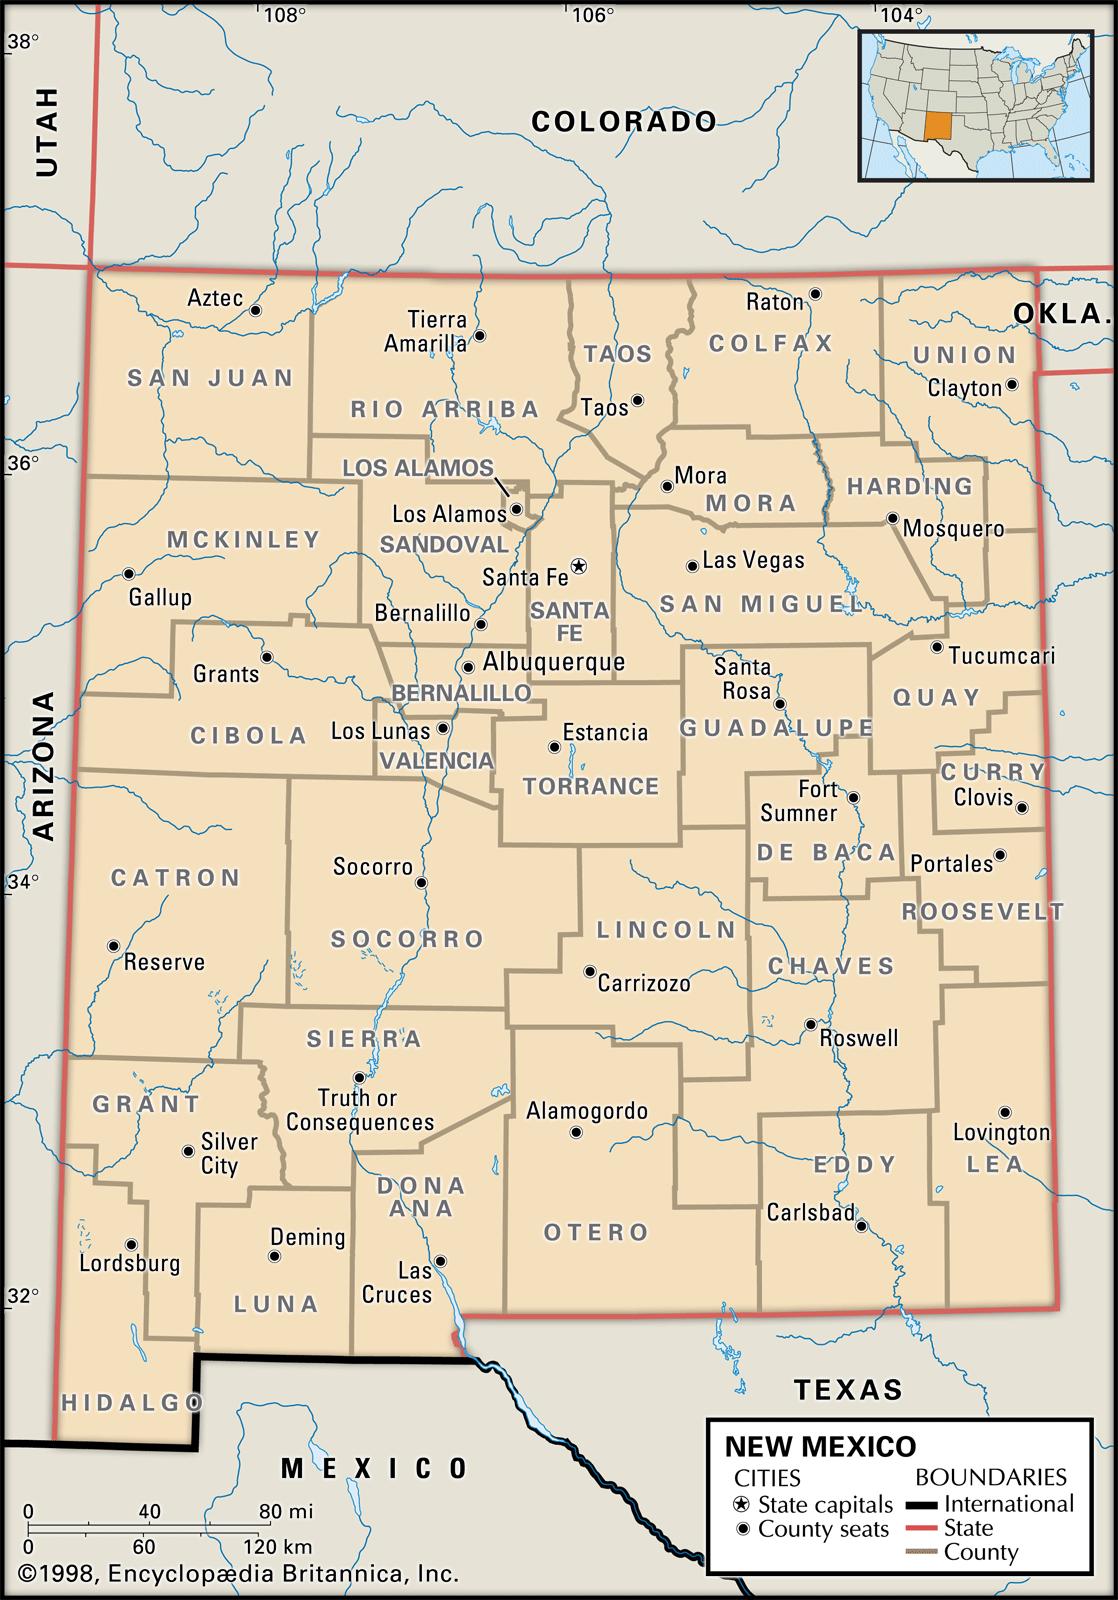 108°
106°
104°
38°
UTAH
COLORADO
OKLA.
Aztec
Raton
Tierra
Amarilla
TAOS
COLFAX
UNION
SAN JUAN
Clayton
RIO ARRIBA
Taos
36°
LOS ALAMOS
Mora
MORA
HARDING
Los Alamos
Mosquero
MCKINLEY
SANDOVAL
Las Vegas
Santa Fe
Gallup
SANTA
FE
SAN MIGUEL
Bernalillo
Tucumcari
Grants
Albuquerque
Santa
Rosa
BERNALILLO
QUAY
CIBOLA
Los Lunas
Estancia
GUADALUPE
VALENCIA
ARIZONA
TORRANCE
CURRY
Clovis
Fort
Sumner
34°
CATRON
Socorro
DE BACA
Portales
ROOSEVELT
SOCORRO
LINCOLN
Reserve
CHAVES
Carrizozo
SIERRA
Roswell
GRANT
Truth or
Consequences
Alamogordo
Silver
City
Lovington
LEA
DONA
ANA
EDDY
Carlsbad
OTERO
Deming
Lordsburg
Las
Cruces
32°
LUNA
HIDALGO
TEXAS
MEXICO
NEW MEXICO
CITIES
State capitals
County seats
BOUNDARIES
International
State
County
0 40 80 mi
0 60 120 km
©1998, Encyclopædia Britannica, Inc.